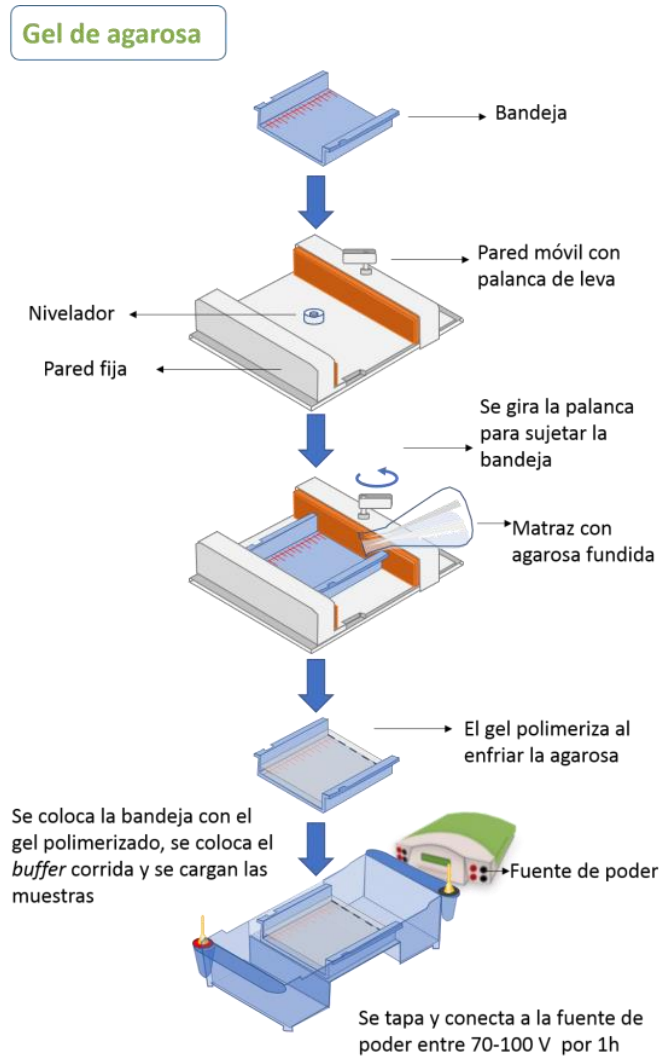 Gel de agarosa
Bandeja
Pared móvil con
palanca de leva
Nivelador
Pared fija
Se gira la palanca
para sujetar la
bandeja
Matraz con
agarosa fundida
El gel polimeriza al
enfriar la agarosa
Se coloca la bandeja con el
gel polimerizado, se coloca el
buffer corrida y se cargan las
muestras
Fuente de poder
Se tapa y conecta a la fuente de
poder entre 70-100 V por 1h